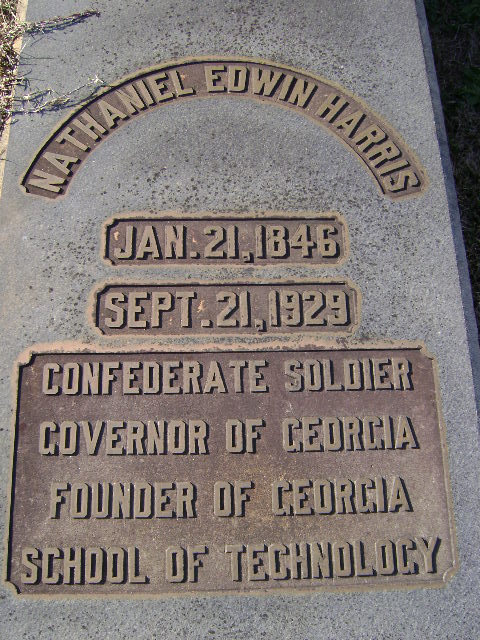 NATHANIEL EDWIN HARRIS
JAN. 21, 1846
SEPT. 21, 1929
CONFEDERATE SOLDIER
GOVERNOR OF GEORGIA
FOUNDER OF GEORGIA
SCHOOL OF TECHNOLOGY